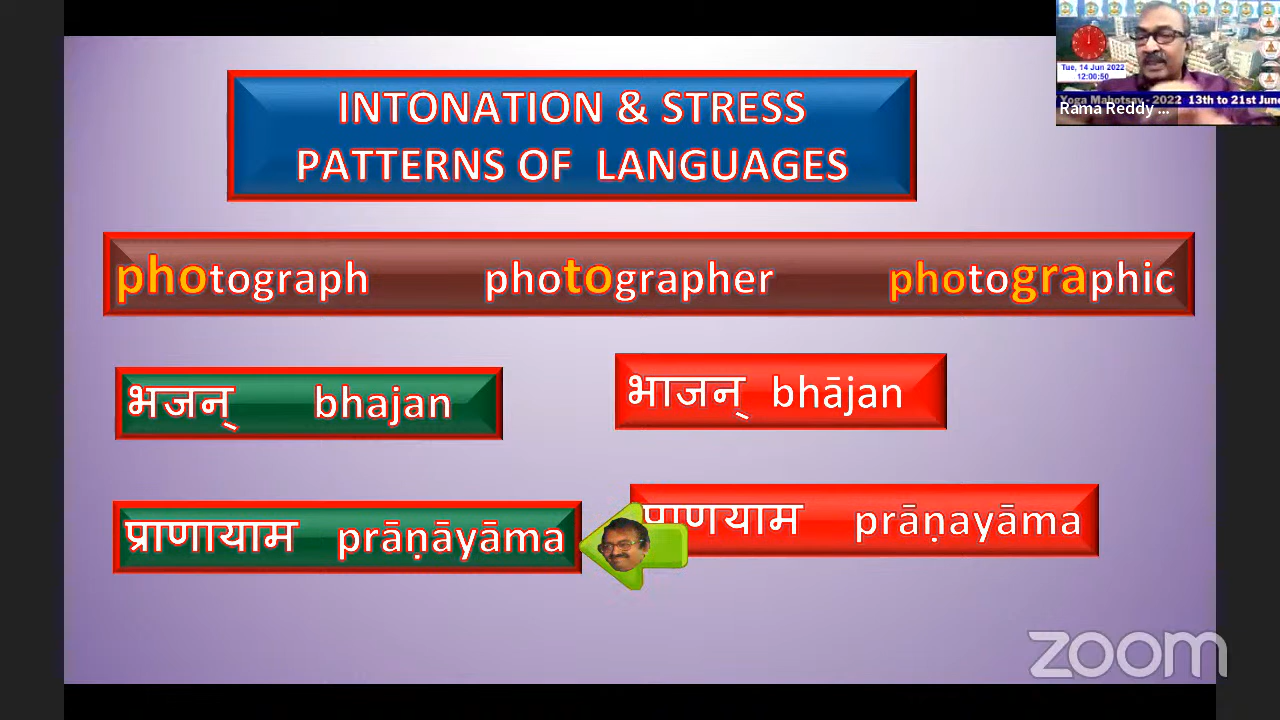 INTONATION & STRESS
PATTERNS OF LANGUAGES
photograph photographer photographic
भजन् bhajan
भाजन् bhājan
प्राणायाम prāṇāyāma
prāṇayāma
Tue, 14 Jun 2022
12:00:50
Yoga Mahotsav - 2022 13th to 21st June
Rama Reddy ...
zoom